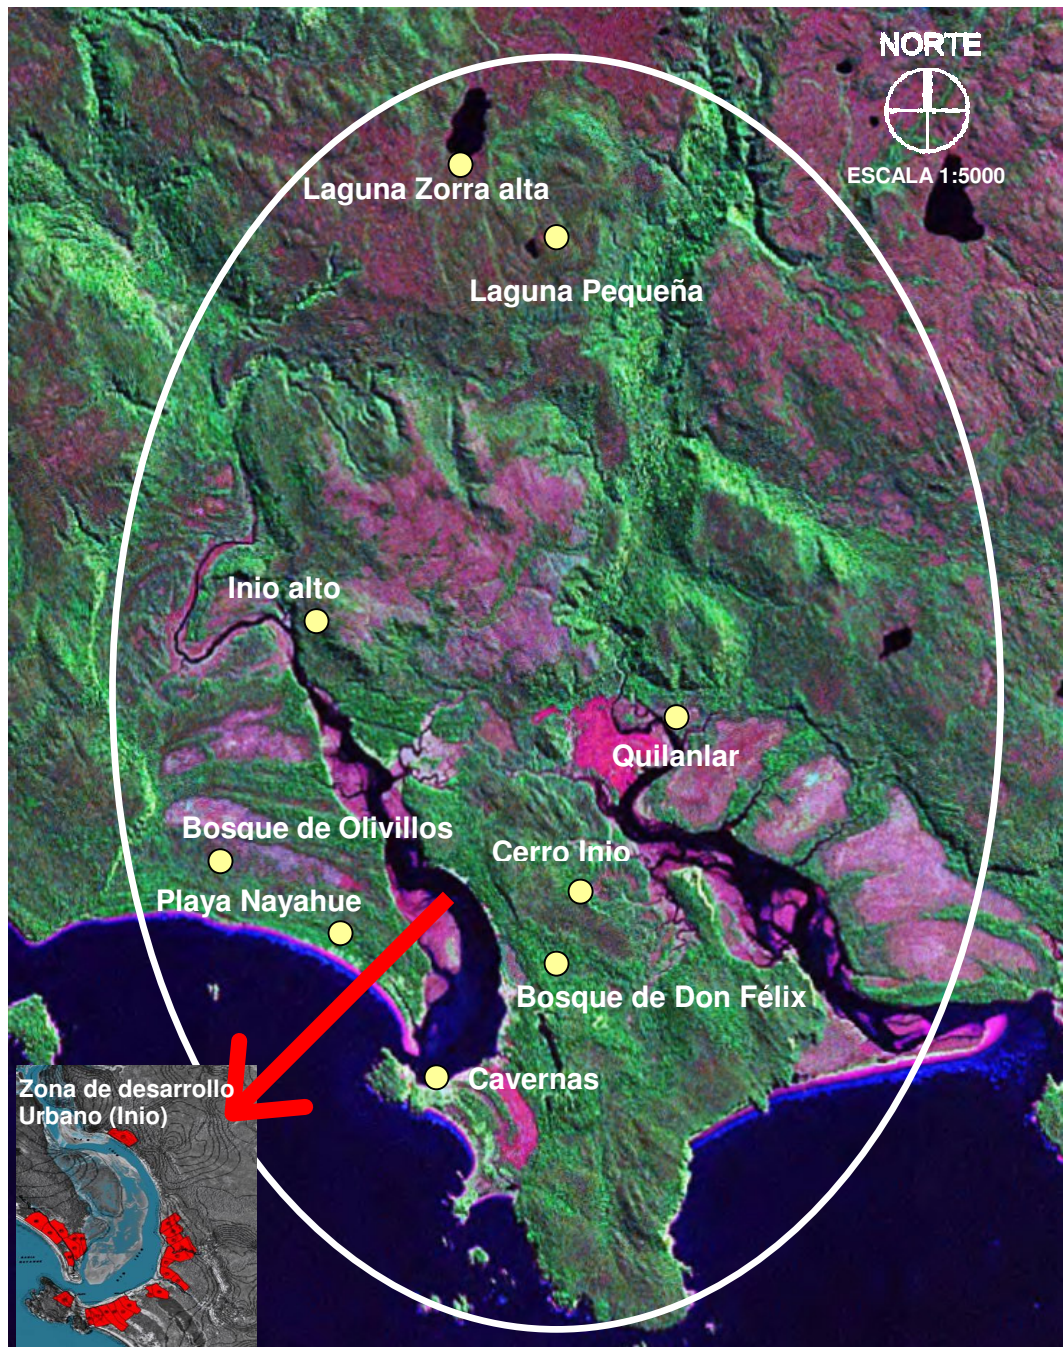 NORTE
ESCALA 1:5000
Laguna Zorra alta
Laguna Pequeña
Inio alto
Quilanlar
Bosque de Olivillos
Cerro Inio
Playa Nayahue
Bosque de Don Félix
Cavernas
Zona de desarrollo
Urbano (Inio)